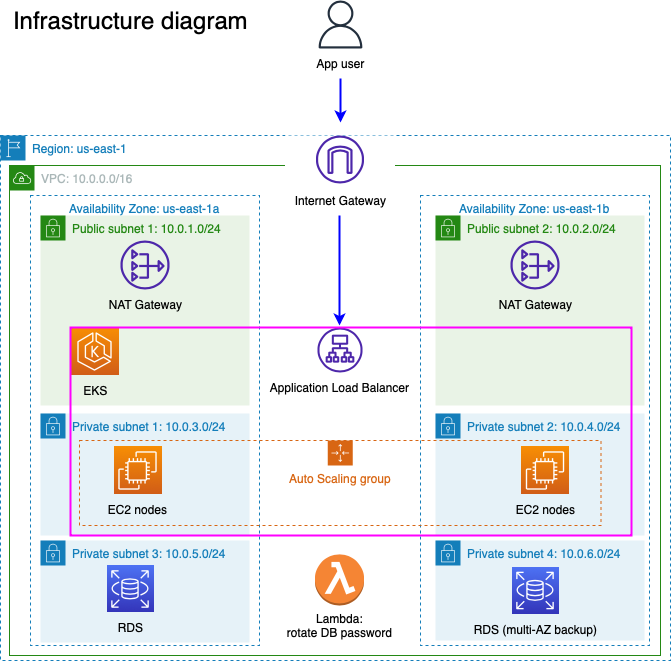 Infrastructure diagram
App user
Region: us-east-1
VPC: 10.0.0.0/16
Internet Gateway
Availability Zone: us-east-1a
Availability Zone: us-east-1b
Public subnet 1: 10.0.1.0/24
Public subnet 2: 10.0.2.0/24
NAT Gateway
NAT Gateway
K
EKS
Application Load Balancer
Private subnet 1: 10.0.3.0/24
Private subnet 2: 10.0.4.0/24
Auto Scaling group
EC2 nodes
EC2 nodes
Private subnet 3: 10.0.5.0/24
Private subnet 4: 10.0.6.0/24
RDS
Lambda:
rotate DB password
RDS (multi-AZ backup)